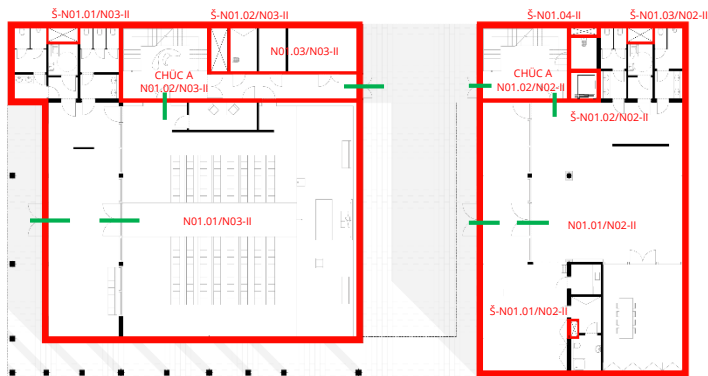 Š-N01.01/N03-II
Š-N01.02/N03-II
Š-N01.04-II
Š-N01.03/N02-II
N01.03/N03-II
CHÚC A
N01.02/N03-II
CHÚC A
N01.02/N02-II
Š-N01.02/N02-II
N01.01/N03-II
N01.01/N02-II
Š-N01.01/N02-II